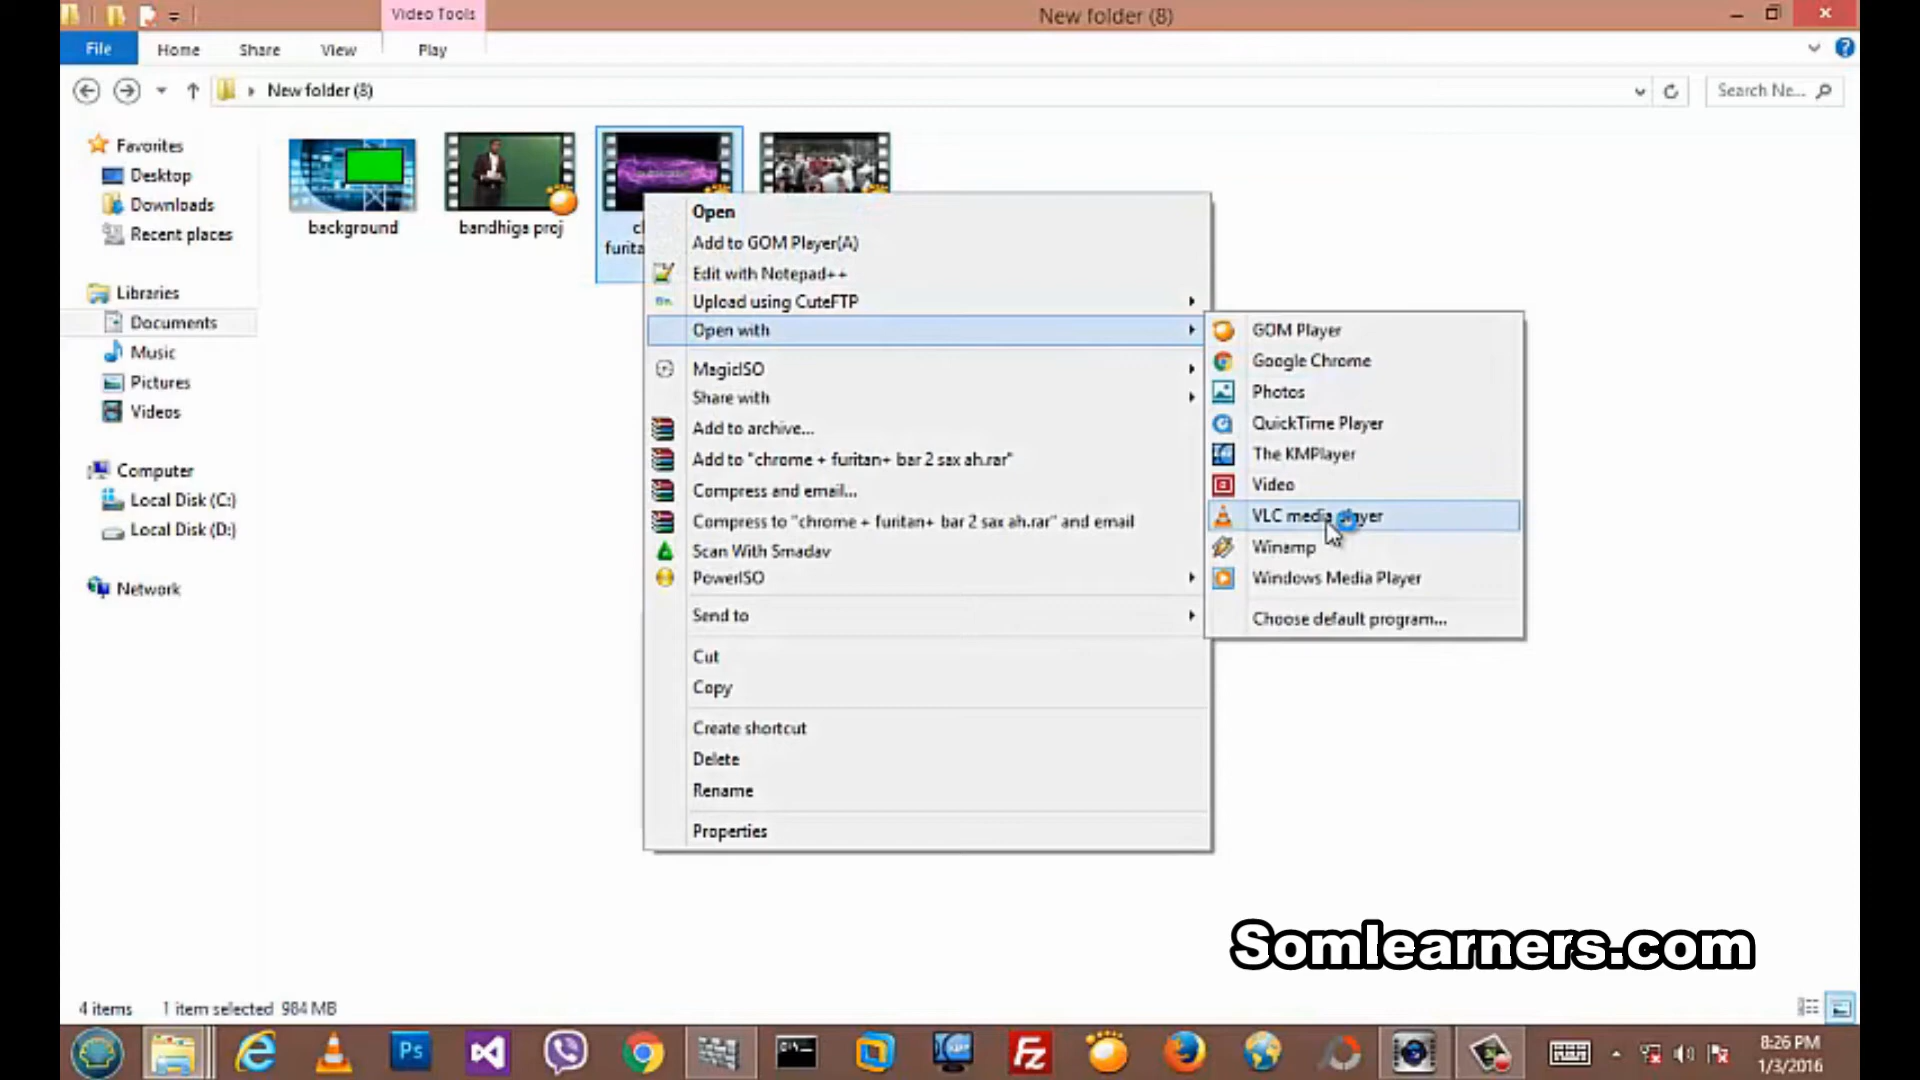 Video Tools
New folder (8)
File
Home
Share
View
Play
New folder (8)
Search Ne...
Favorites
Desktop
Downloads
Recent places
Libraries
Documents
Music
Pictures
Videos
Computer
Local Disk (C:)
Local Disk (D:)
Network
background
bandhiga proj
Open
Add to GOM Player(A)
Edit with Notepad++
Upload using CuteFTP
Open with
MagicISO
Share with
Add to archive...
Add to "chrome + furitan+ bar 2 sax ah.rar"
Compress and email...
Compress to "chrome + furitan+ bar 2 sax ah.rar" and email
Scan With Smadav
PowerISO
Send to
Cut
Copy
Create shortcut
Delete
Rename
Properties
GOM Player
Google Chrome
Photos
QuickTime Player
The KMPlayer
Video
VLC media player
Winamp
Windows Media Player
Choose default program...
Somlearners.com
4 items
1 item selected 984 MB
Ps
Fz
8:26 PM
1/3/2016